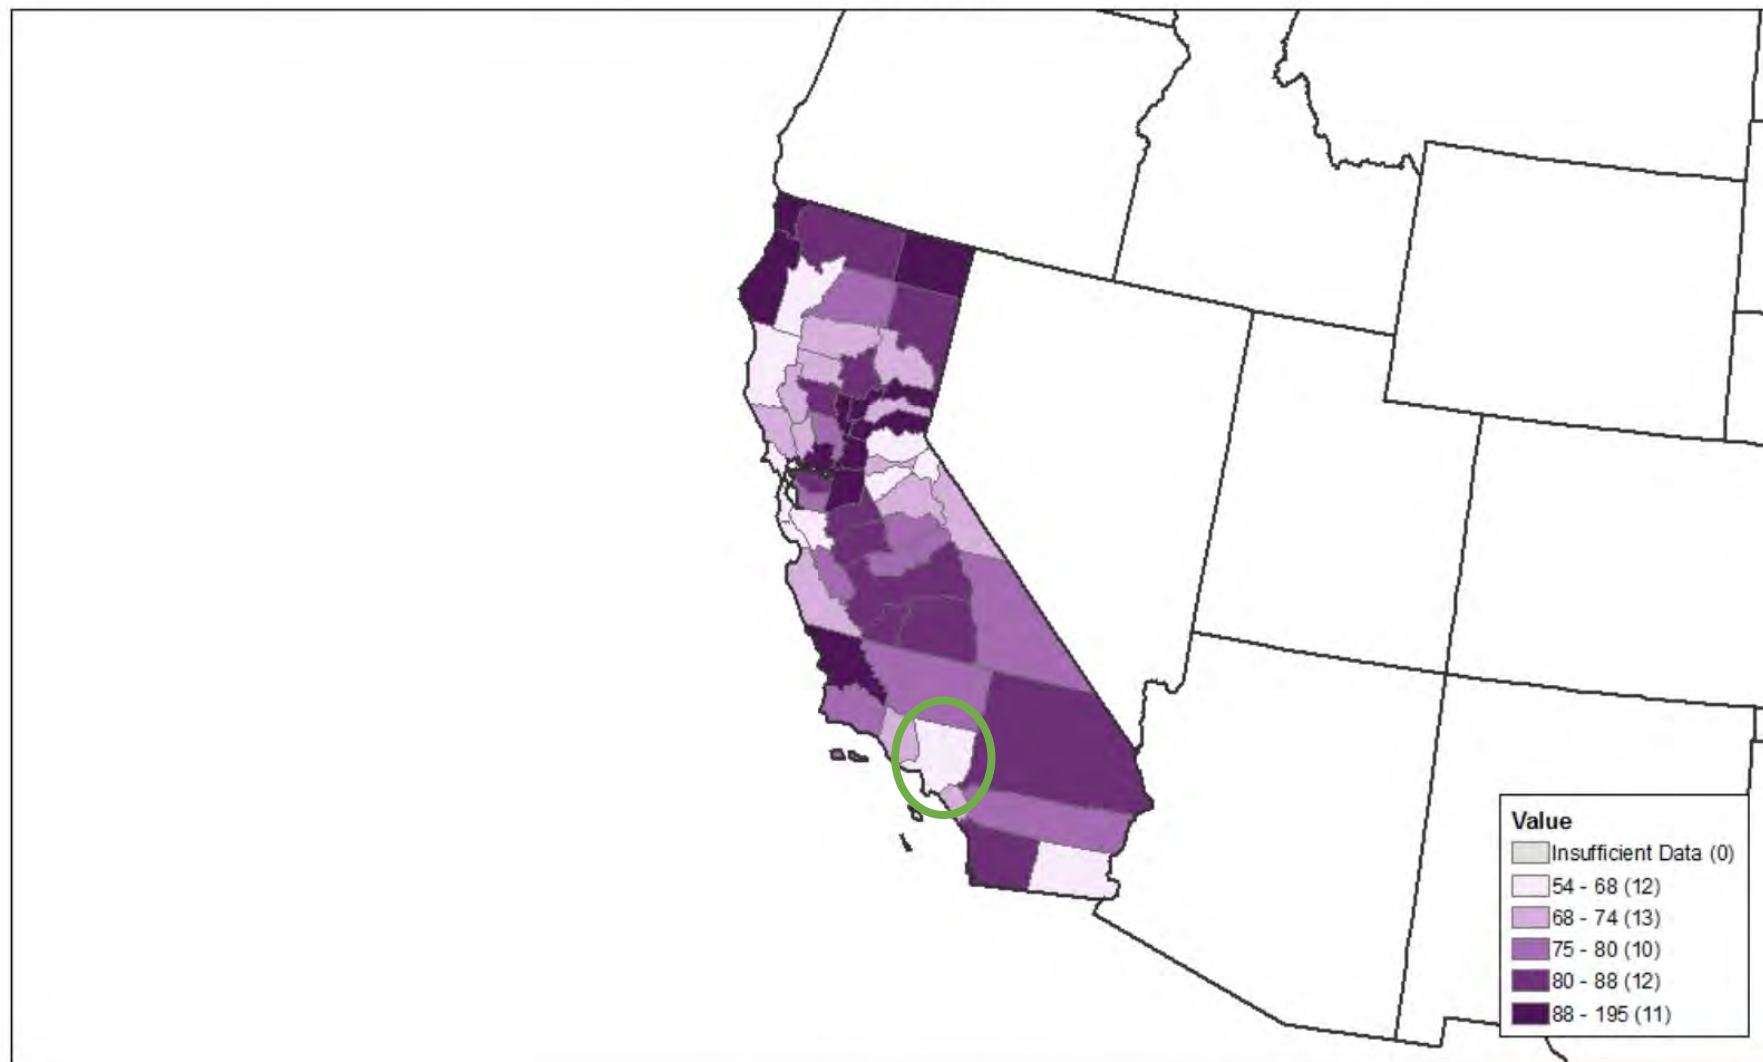 Value
Insufficient Data (0)
54 - 68 (12)
68 - 74 (13)
75 - 80 (10)
80 - 88 (12)
88 - 195 (11)